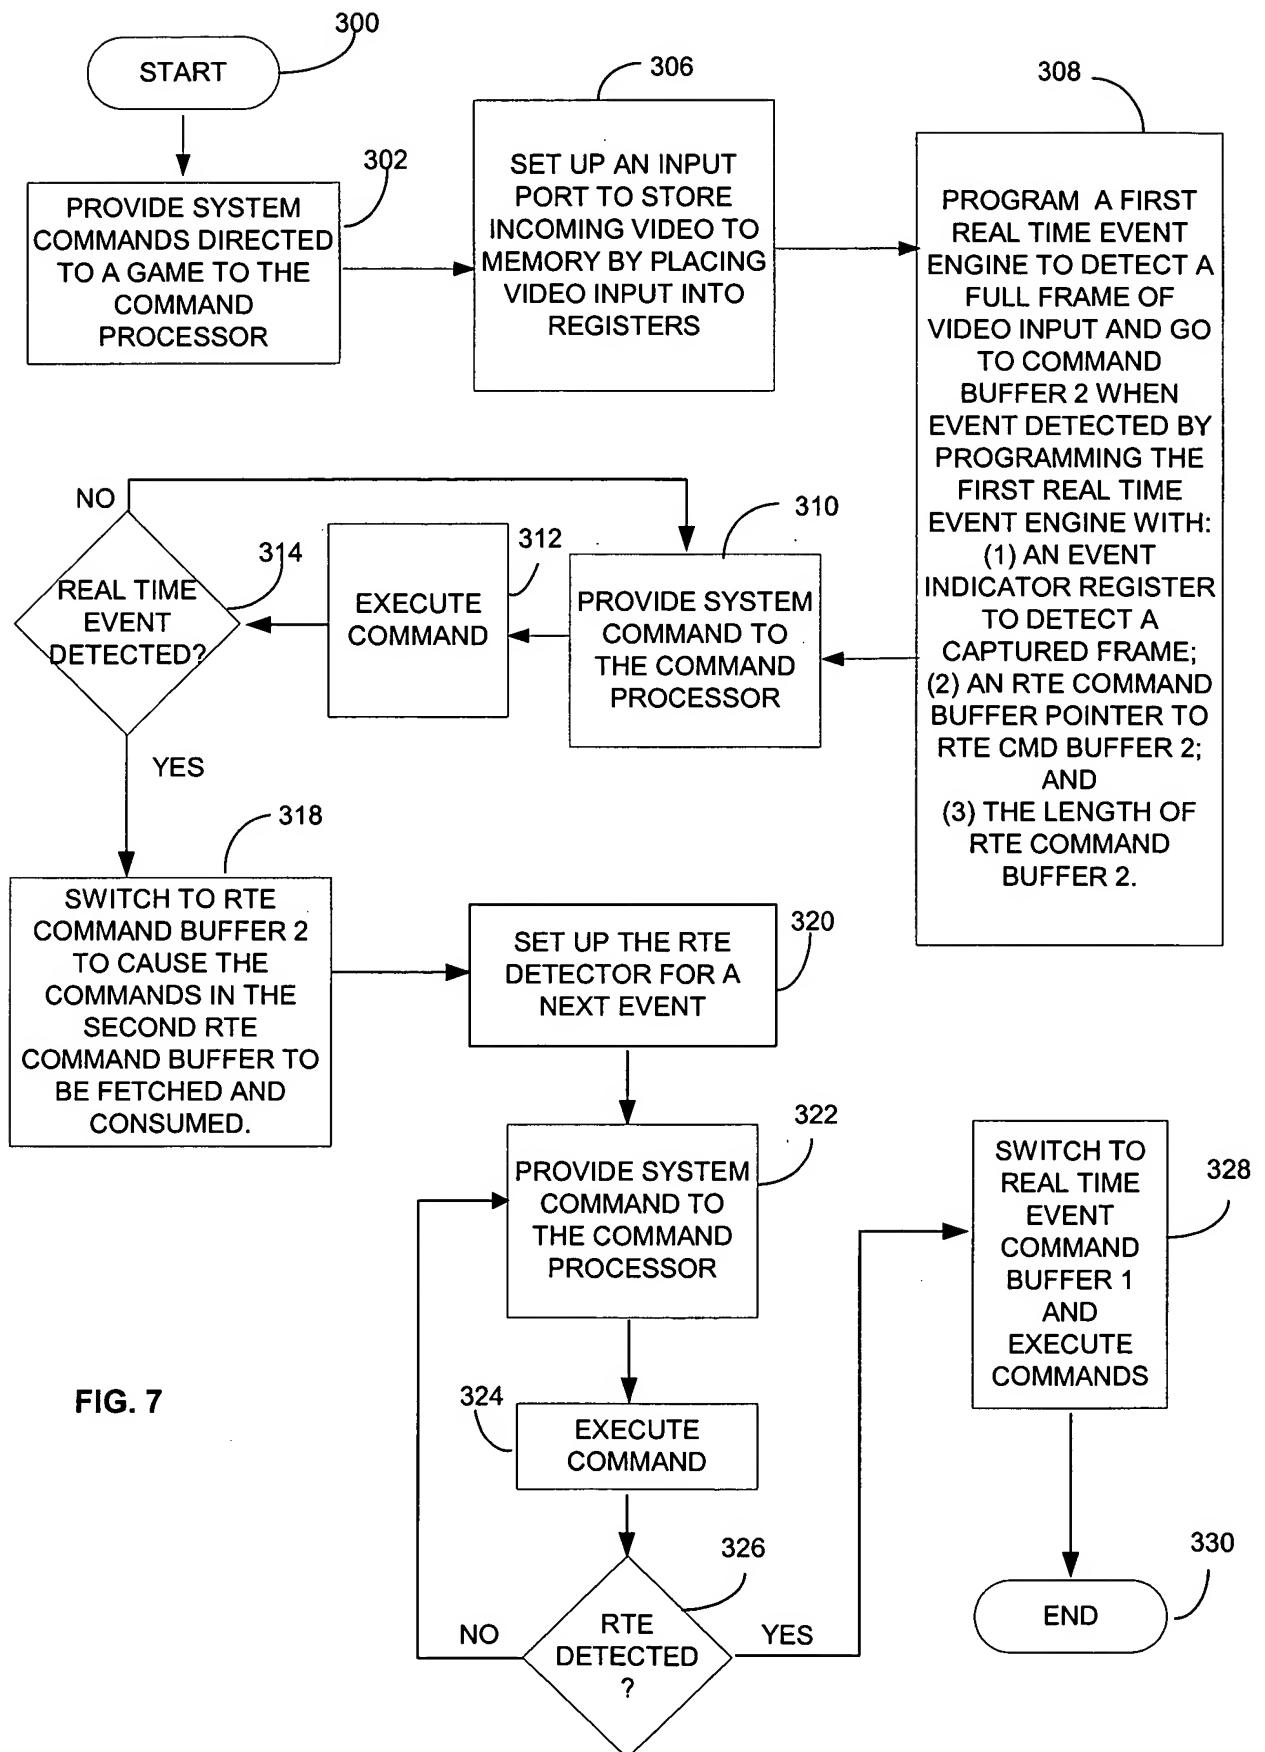 300
START
302
PROVIDE SYSTEM
COMMANDS DIRECTED
TO A GAME TO THE
COMMAND
PROCESSOR
306
SET UP AN INPUT
PORT TO STORE
INCOMING VIDEO TO
MEMORY BY PLACING
VIDEO INPUT INTO
REGISTERS
308
PROGRAM A FIRST
REAL TIME EVENT
ENGINE TO DETECT A
FULL FRAME OF
VIDEO INPUT AND GO
TO COMMAND
BUFFER 2 WHEN
EVENT DETECTED BY
PROGRAMMING THE
FIRST REAL TIME
EVENT ENGINE WITH:
(1) AN EVENT
INDICATOR REGISTER
TO DETECT A
CAPTURED FRAME;
(2) AN RTE COMMAND
BUFFER POINTER TO
RTE CMD BUFFER 2;
AND
(3) THE LENGTH OF
RTE COMMAND
BUFFER 2.
310
PROVIDE SYSTEM
COMMAND TO
THE COMMAND
PROCESSOR
312
EXECUTE
COMMAND
314
REAL TIME
EVENT
DETECTED?
NO
YES
318
SWITCH TO RTE
COMMAND BUFFER 2
TO CAUSE THE
COMMANDS IN THE
SECOND RTE
COMMAND BUFFER TO
BE FETCHED AND
CONSUMED.
320
SET UP THE RTE
DETECTOR FOR A
NEXT EVENT
322
PROVIDE SYSTEM
COMMAND TO
THE COMMAND
PROCESSOR
324
EXECUTE
COMMAND
326
RTE
DETECTED
?
NO
YES
328
SWITCH TO
REAL TIME
EVENT
COMMAND
BUFFER 1
AND
EXECUTE
COMMANDS
330
END
FIG. 7